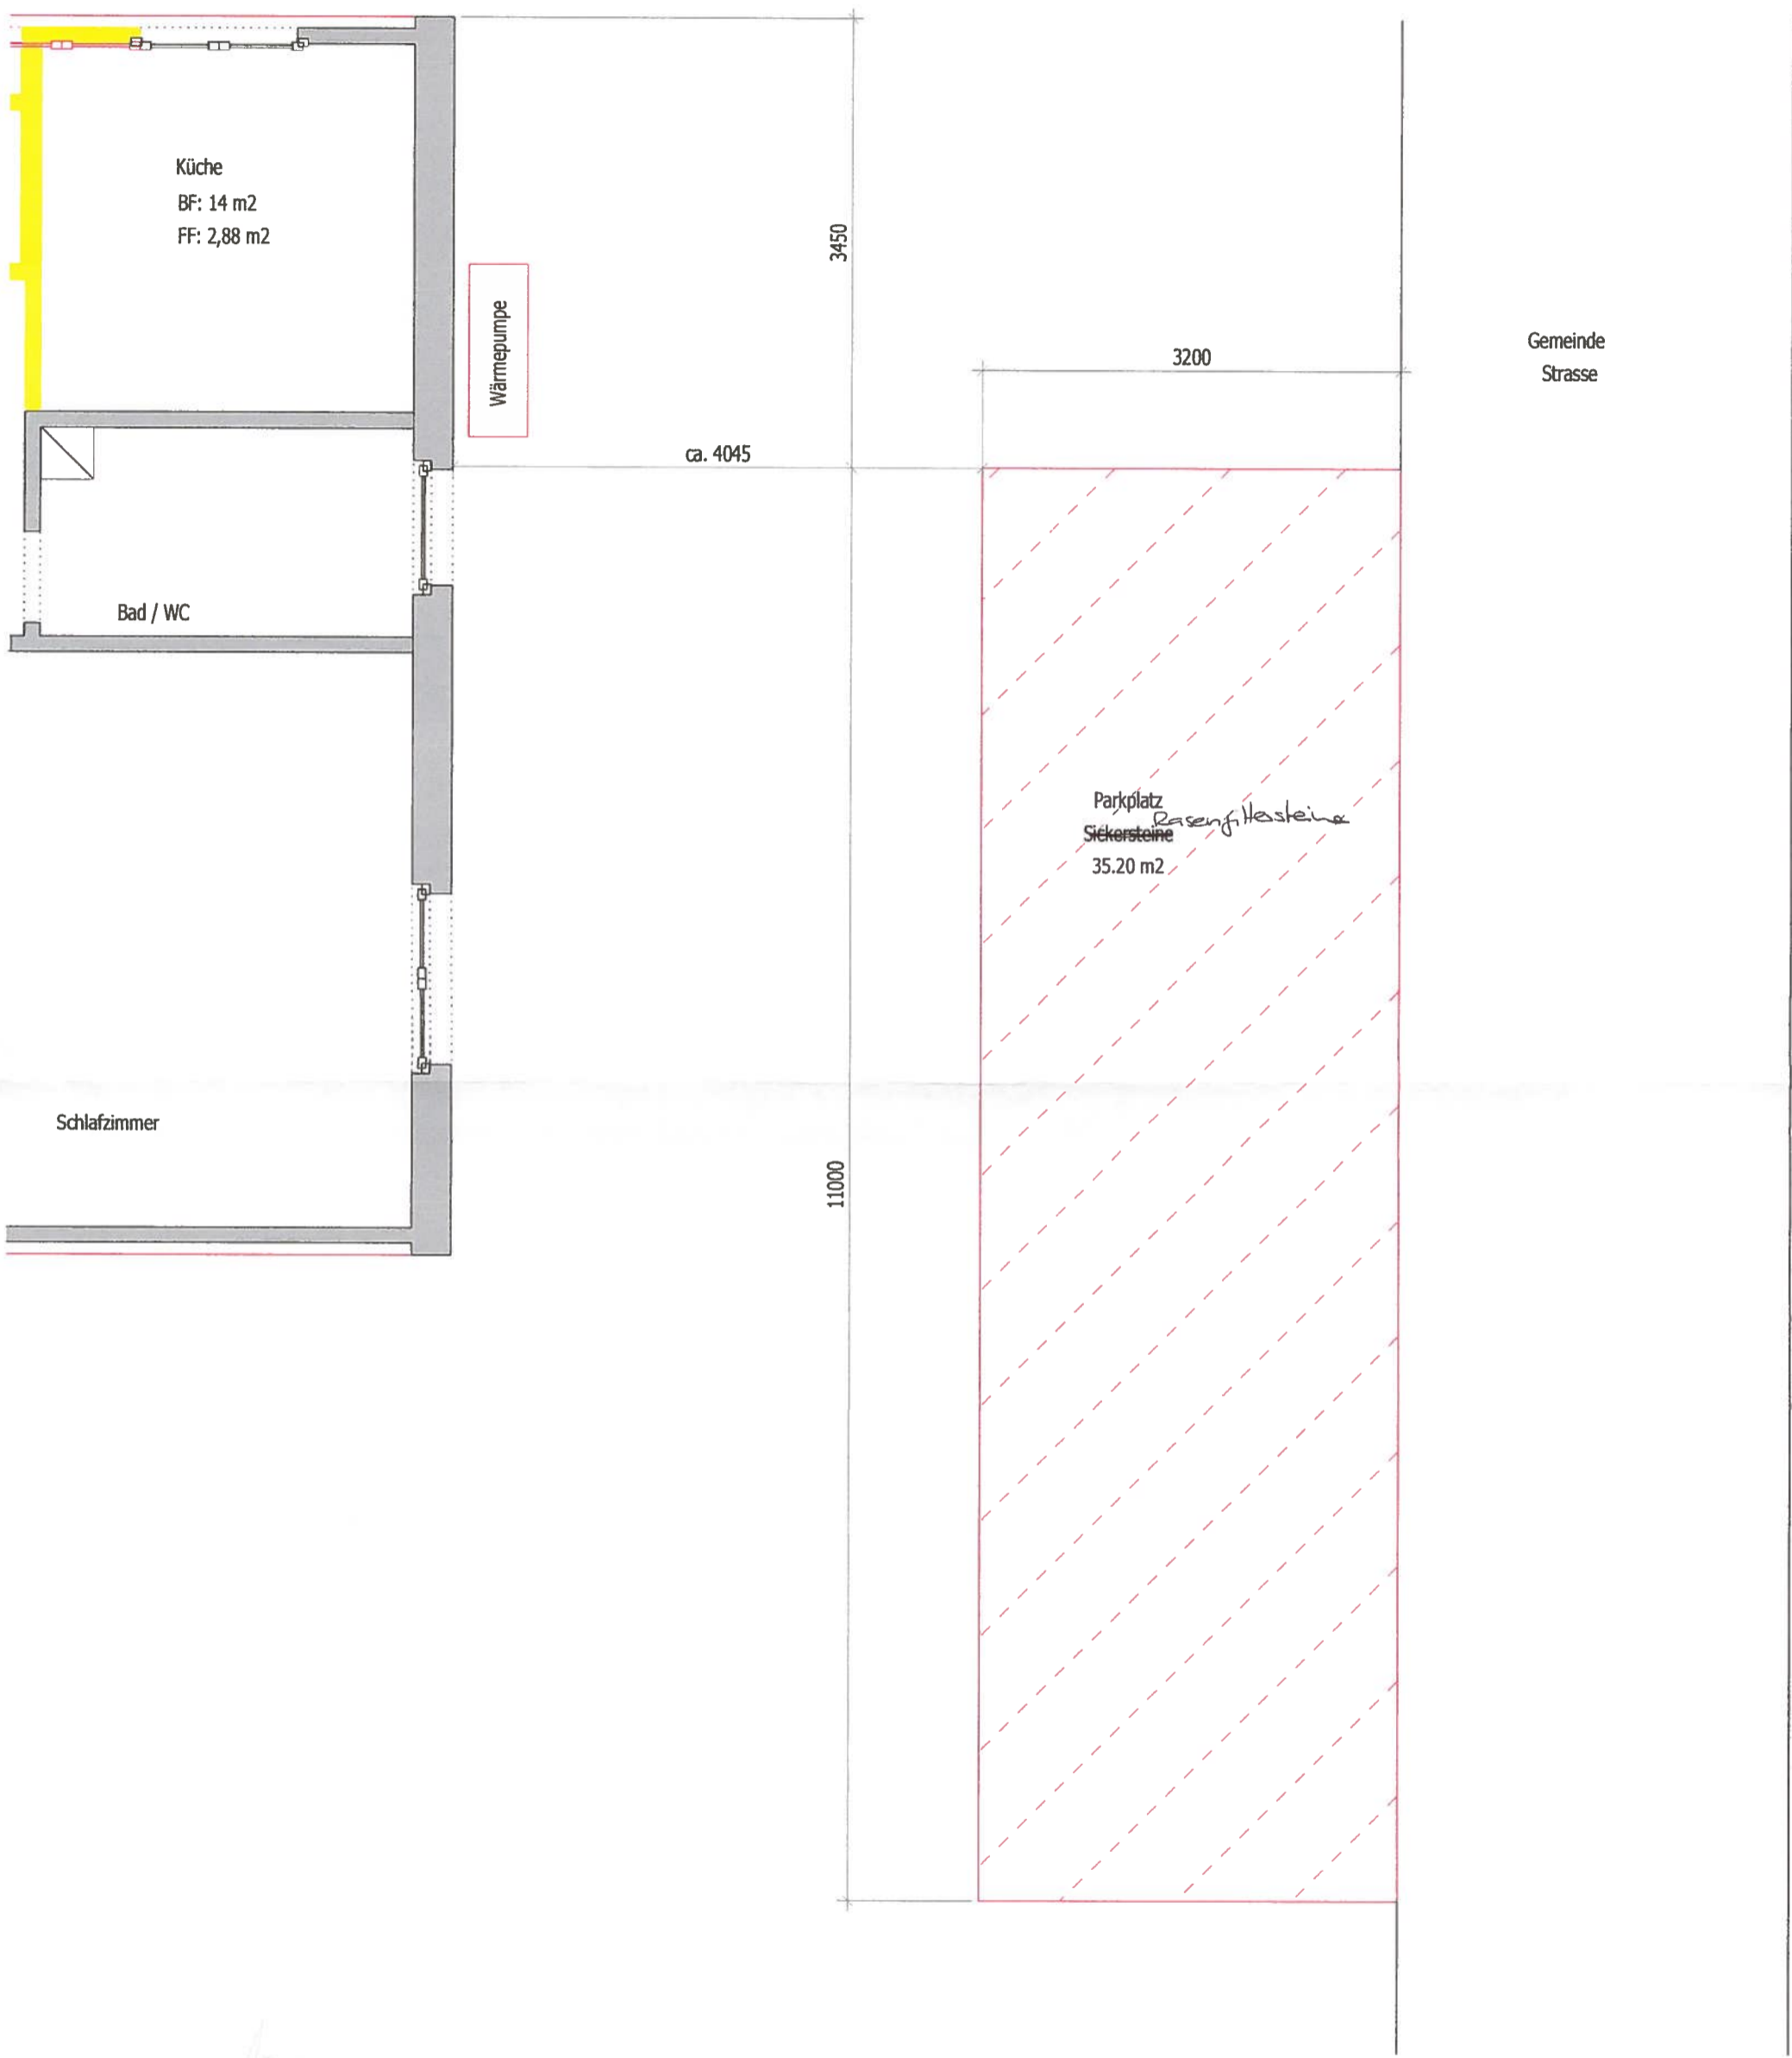 Küche
BF: 14 m2
FF: 2,88 m2
Wärmepumpe
3450
3200
Gemeinde
Strasse
ca. 4045
Bad / WC
Parkplatz
Rasengittersteine
Sickersteine
35.20 m2
Schlafzimmer
11000